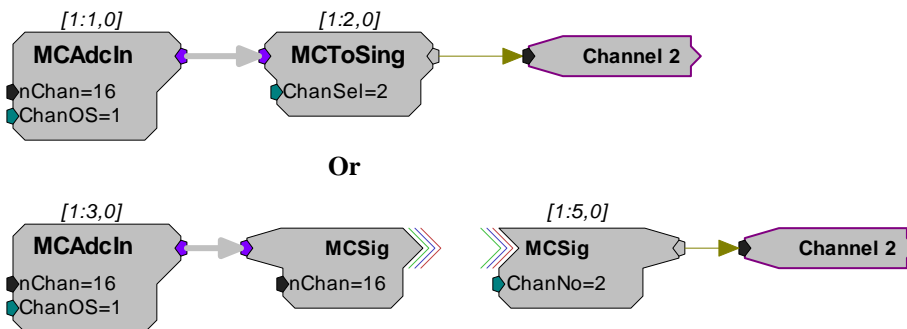 [1:1,0] [1:2,0]
MCAdcIn MCToSing Channel 2
nChan=16 ChanSel=2
ChanOS=1
Or
[1:3,0] [1:5,0]
MCAdcIn MCSig MCSig Channel 2
nChan=16 nChan=16 ChanNo=2
ChanOS=1